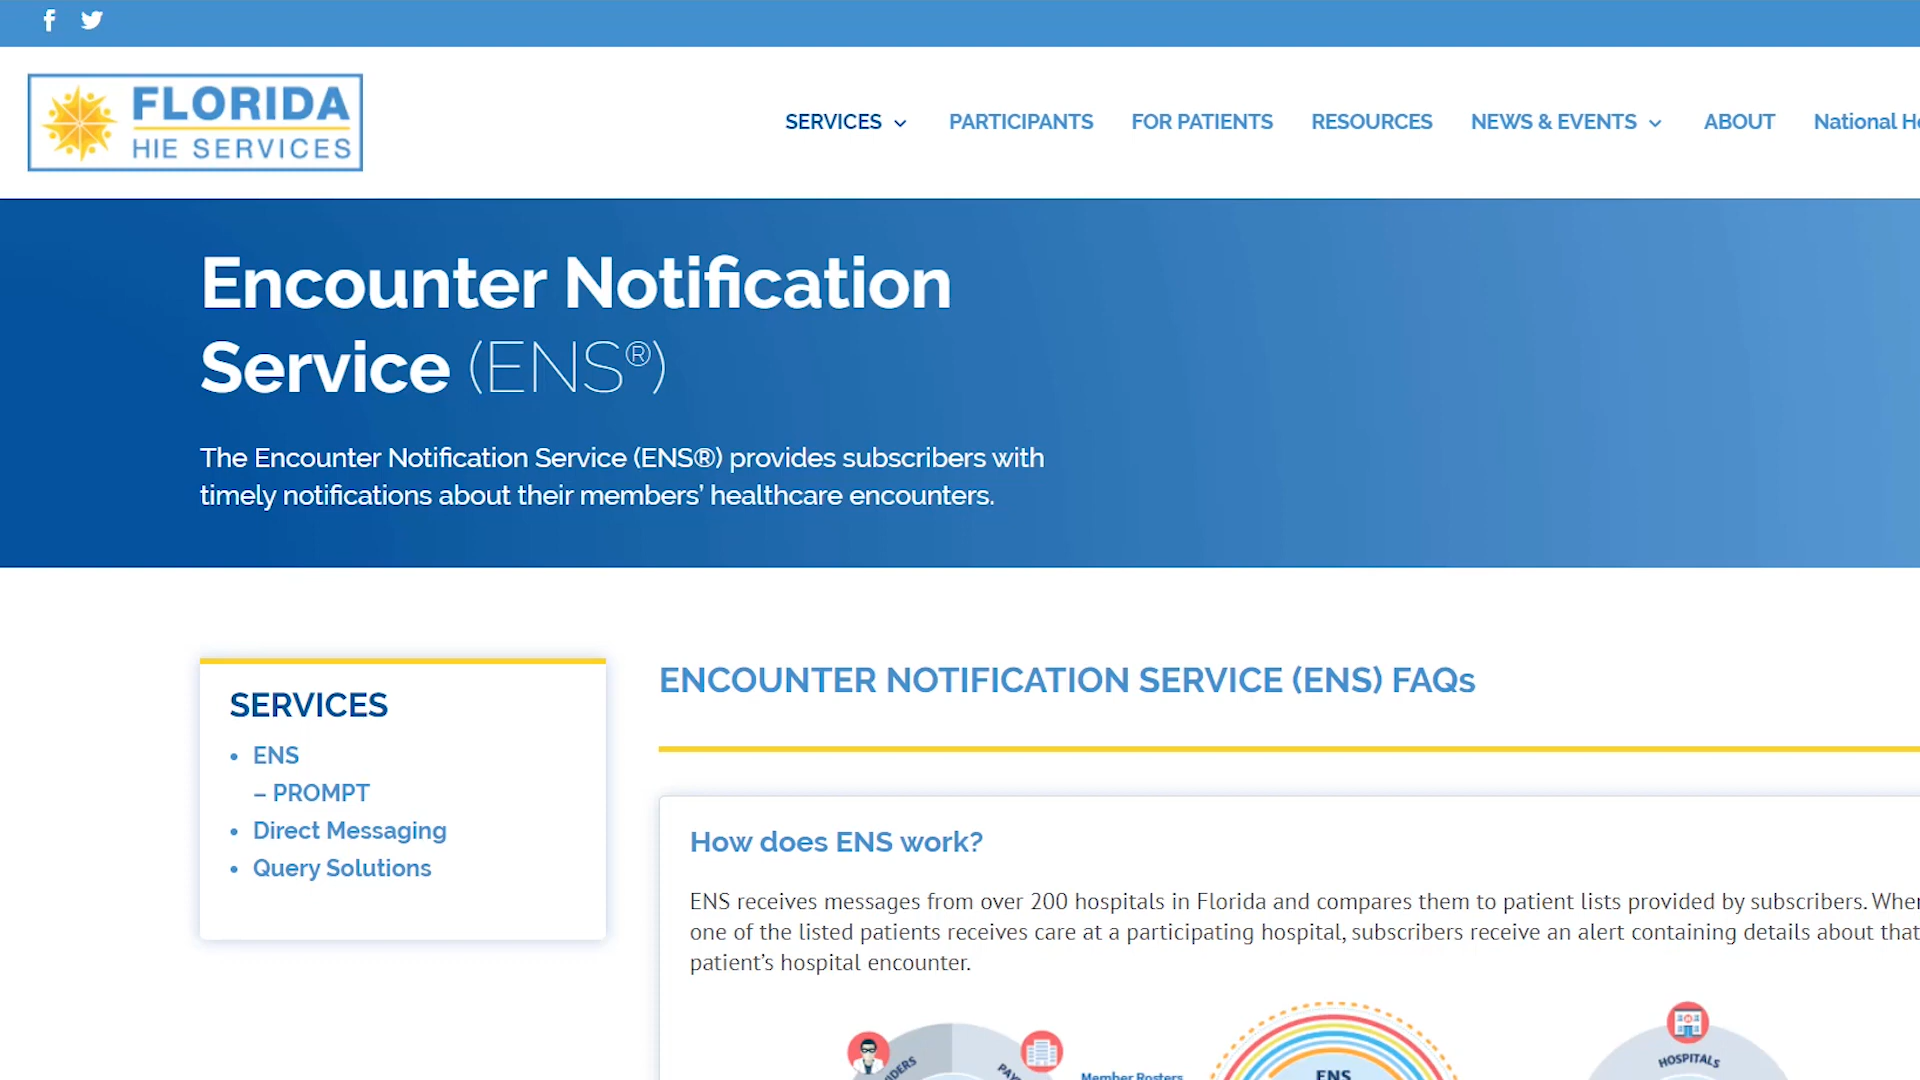 FLORIDA
HIE SERVICES
SERVICES
PARTICIPANTS
FOR PATIENTS
RESOURCES
NEWS & EVENTS
ABOUT
National
Encounter Notification
Service (ENS®)
The Encounter Notification Service (ENS®) provides subscribers with
timely notifications about their members’ healthcare encounters.
SERVICES
• ENS
– PROMPT
• Direct Messaging
• Query Solutions
ENCOUNTER NOTIFICATION SERVICE (ENS) FAQs
How does ENS work?
ENS receives messages from over 200 hospitals in Florida and compares them to patient lists provided by subscribers.
one of the listed patients receives care at a participating hospital, subscribers receive an alert containing details about that
patient’s hospital encounter.
HOSPITALS
Member Rosters
ENS